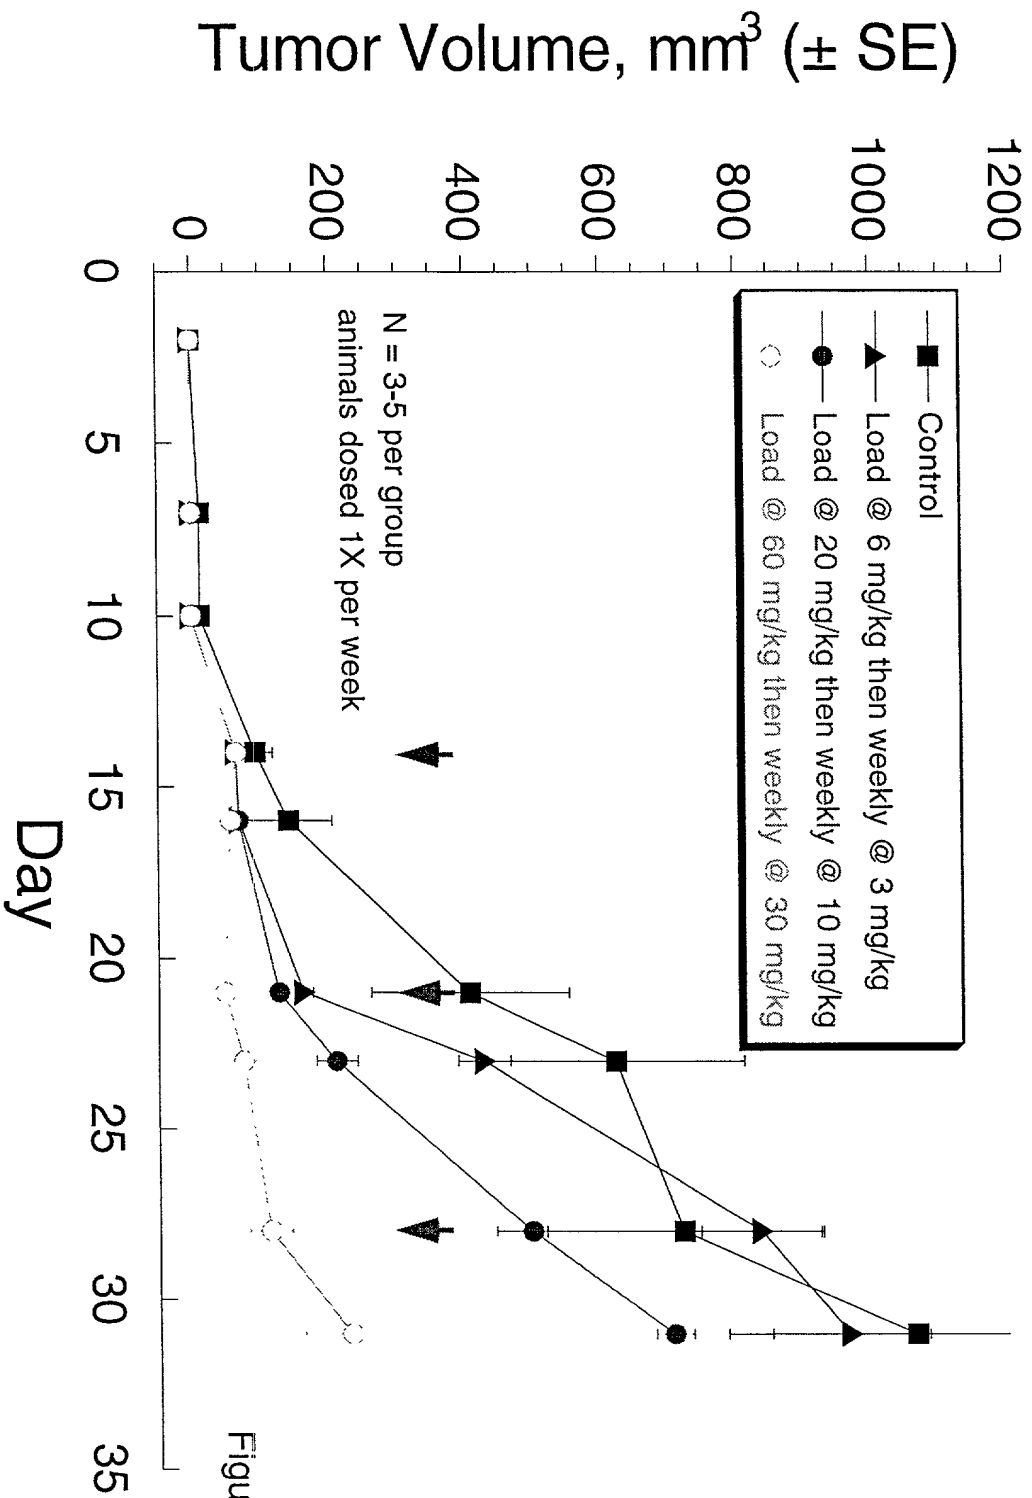 Tumor Volume, mm³ (± SE)
1200
1000
800
600
400
200
0
Control
Load @ 6 mg/kg then weekly @ 3 mg/kg
Load @ 20 mg/kg then weekly @ 10 mg/kg
Load @ 60 mg/kg then weekly @ 30 mg/kg
N = 3-5 per group
animals dosed 1X per week
0
5
10
15
20
25
30
35
Day
Figu